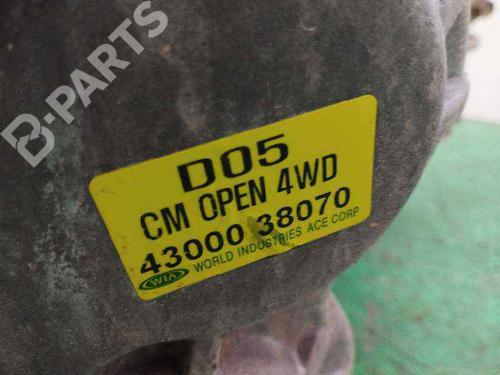 B-PARTS
D05
CM OPEN 4WD
43000 38070
WIA WORLD INDUSTRIES ACE CORP